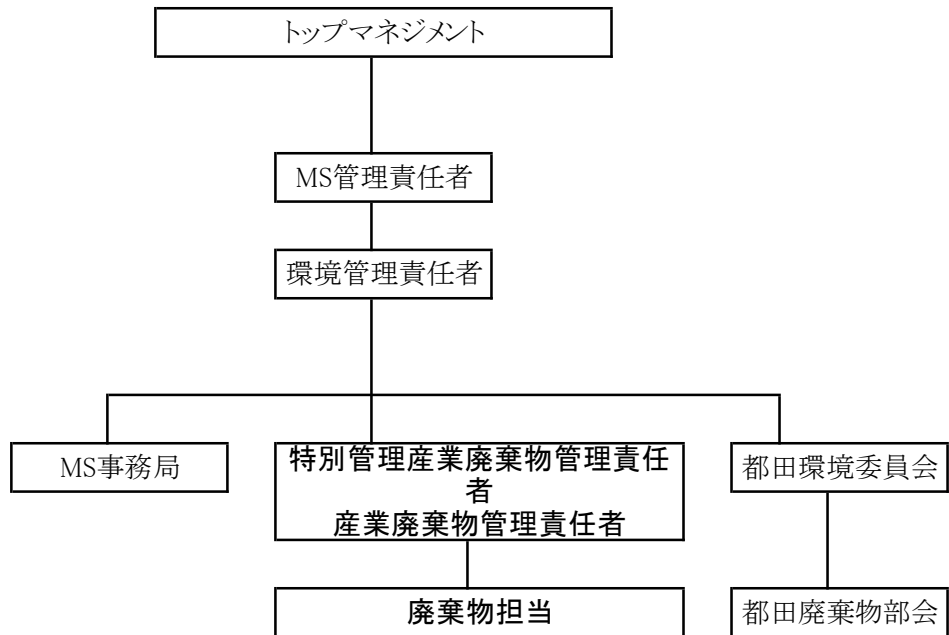 トップマネジメント
MS管理責任者
環境管理責任者
MS事務局
特別管理産業廃棄物管理責任
者
産業廃棄物管理責任者
都田環境委員会
廃棄物担当
都田廃棄物部会